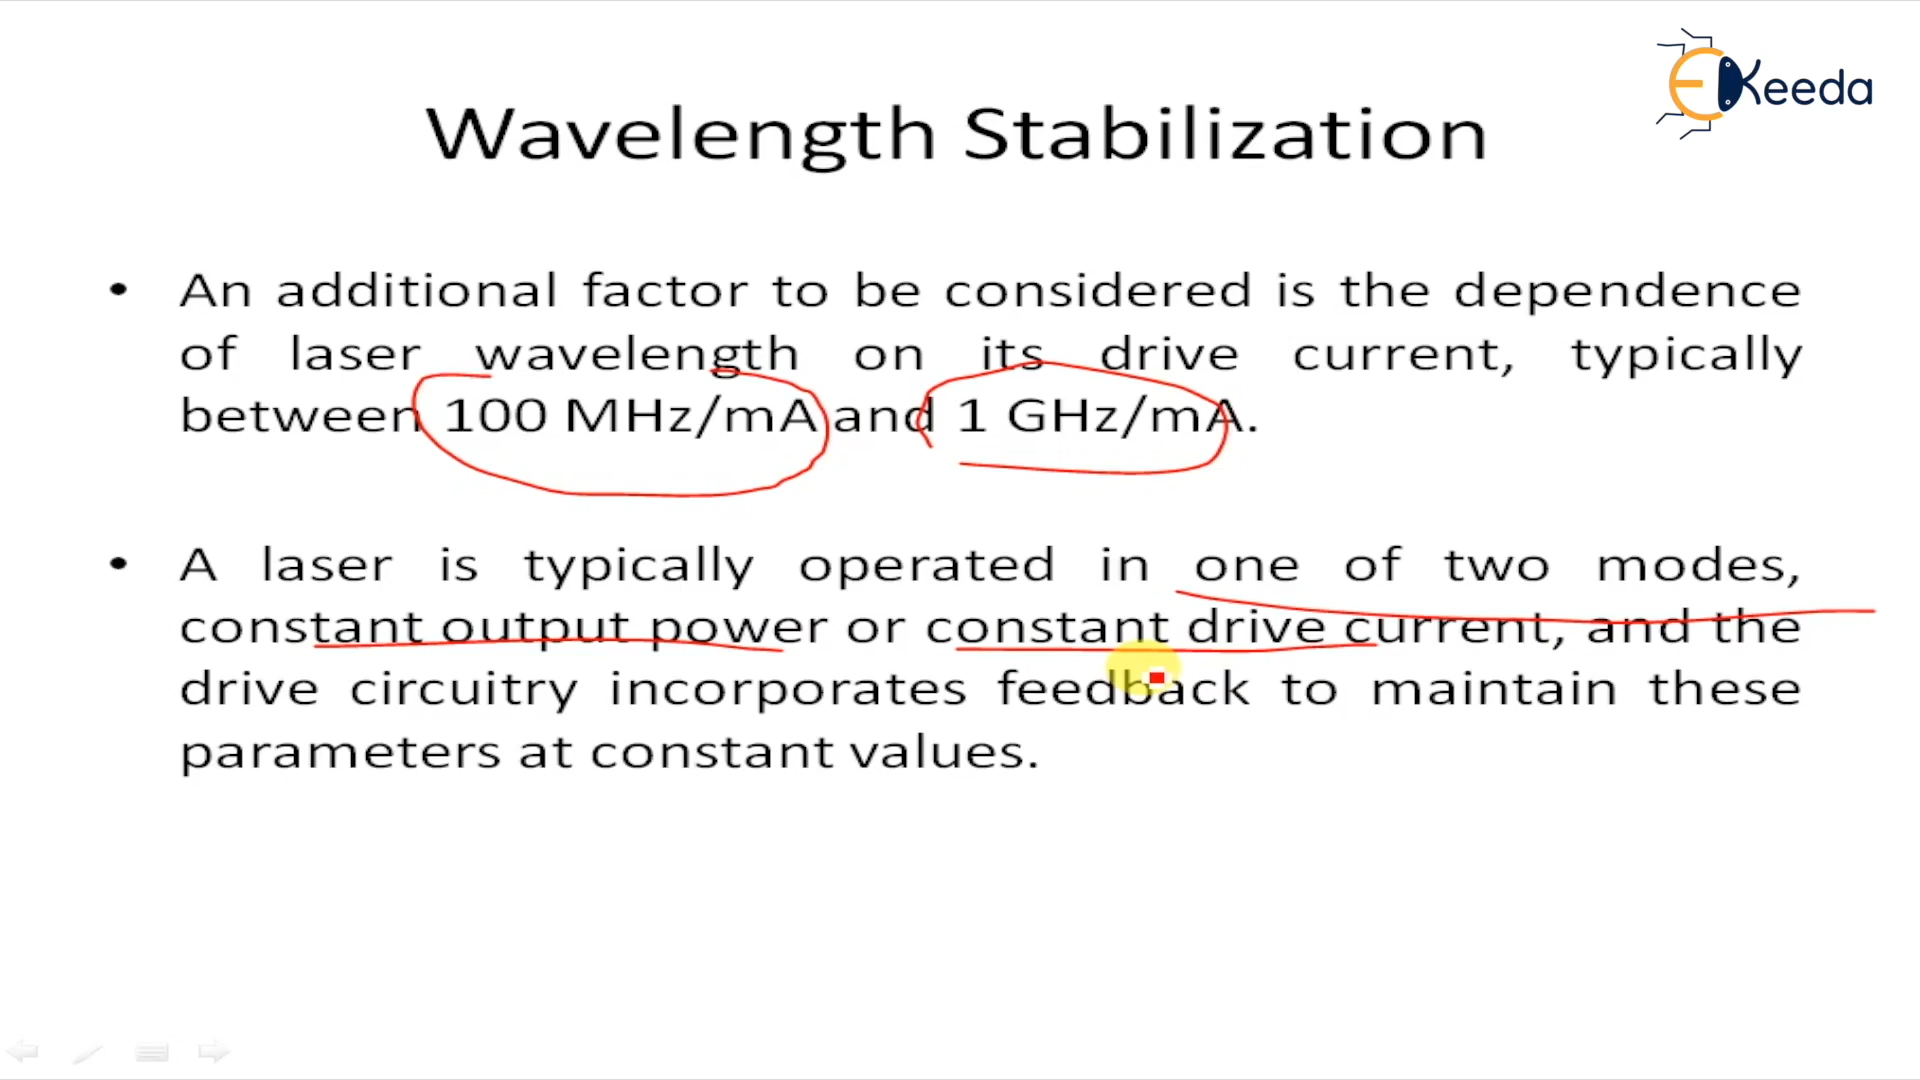 EKeeda
Wavelength Stabilization
• An additional factor to be considered is the dependence
of laser wavelength on its drive current, typically
between 100 MHz/mA and 1 GHz/mA.
• A laser is typically operated in one of two modes,
constant output power or constant drive current, and the
drive circuitry incorporates feedback to maintain these
parameters at constant values.